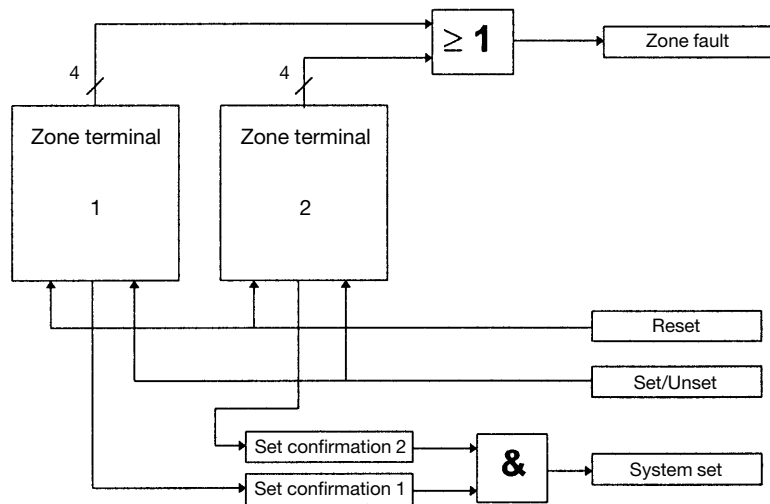 ≥ 1
Zone fault
4
4
Zone terminal
1
Zone terminal
2
Reset
Set/Unset
Set confirmation 2
&
System set
Set confirmation 1